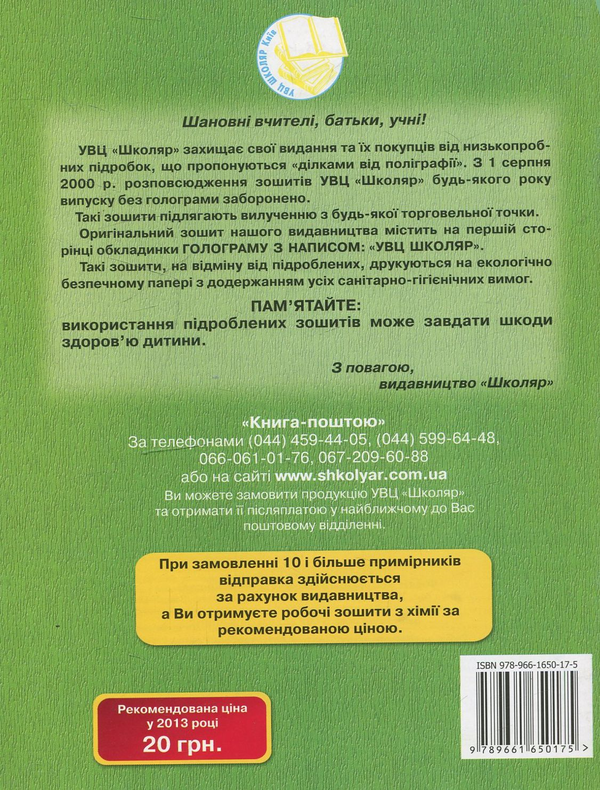 УВЦ ШКОЛЯР Київ
Шановні вчителі, батьки, учні!
УВЦ «Школяр» захищає свої видання та їх покупців від низькопроб-
них підробок, що пропонуються «ділками від поліграфії». З 1 серпня
2000 р. розповсюдження зошитів УВЦ «Школяр» будь-якого року
випуску без голограми заборонено.
Такі зошити підлягають вилученню з будь-якої торговельної точки.
Оригінальний зошит нашого видавництва містить на першій сто-
рінці обкладинки ГОЛОГРАМУ З НАПИСОМ: «УВЦ ШКОЛЯР».
Такі зошити, на відміну від підроблених, друкуються на екологічно
безпечному папері з додержанням усіх санітарно-гігієнічних вимог.
ПАМ’ЯТАЙТЕ:
використання підроблених зошитів може завдати шкоди
здоров’ю дитини.
З повагою,
видавництво «Школяр»
«Книга-поштою»
За телефонами (044) 459-44-05, (044) 599-64-48,
066-061-01-76, 067-209-60-88
або на сайті www.shkolyar.com.ua
Ви можете замовити продукцію УВЦ «Школяр»
та отримати її післяплатою у найближчому до Вас
поштовому відділенні.
При замовленні 10 і більше примірників
відправка здійснюється
за рахунок видавництва,
а Ви отримуєте робочі зошити з хімії за
рекомендованою ціною.
ISBN 978-966-1650-17-5
9 789661 650175 >
Рекомендована ціна
у 2013 році
20 грн.